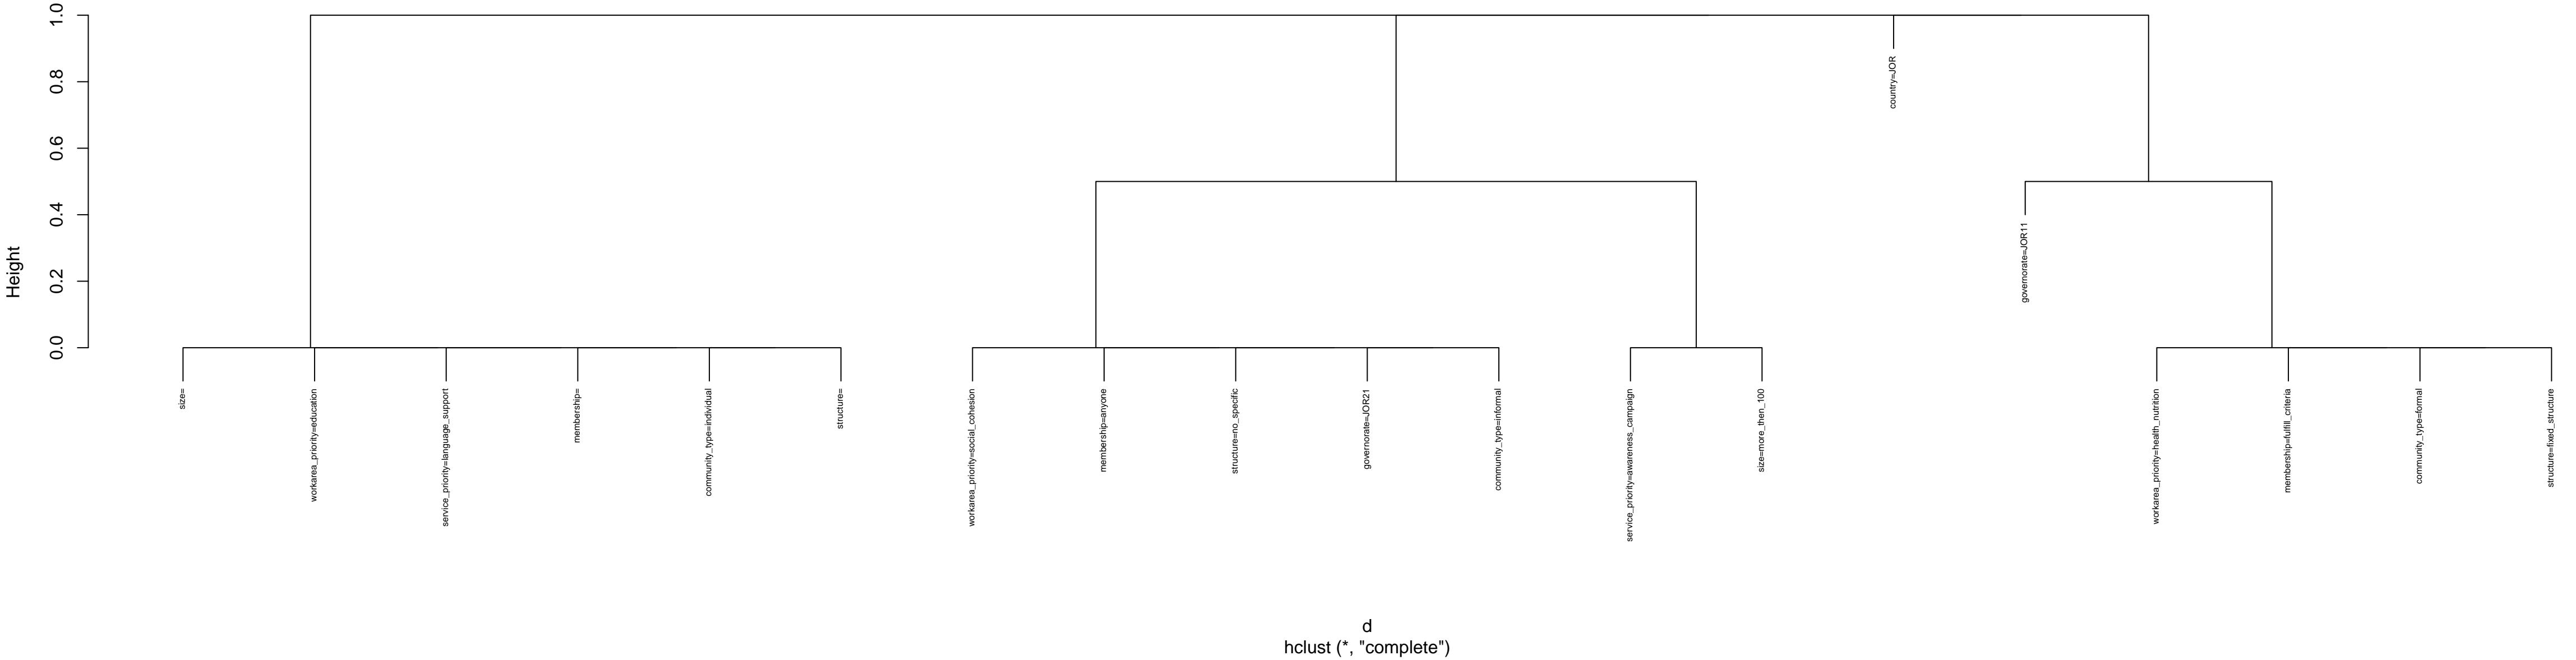 Height
1.0
0.8
0.6
0.4
0.2
0.0
size=
workarea_priority=education
service_priority=language_support
membership=
community_type=individual
structure=
workarea_priority=social_cohesion
membership=anyone
structure=no_specific
governorate=JOR21
community_type=informal
service_priority=awareness_campaign
size=more_then_100
country=JOR
governorate=JOR11
workarea_priority=health_nutrition
membership=fulfill_criteria
community_type=formal
structure=fixed_structure
d
hclust (*, "complete")